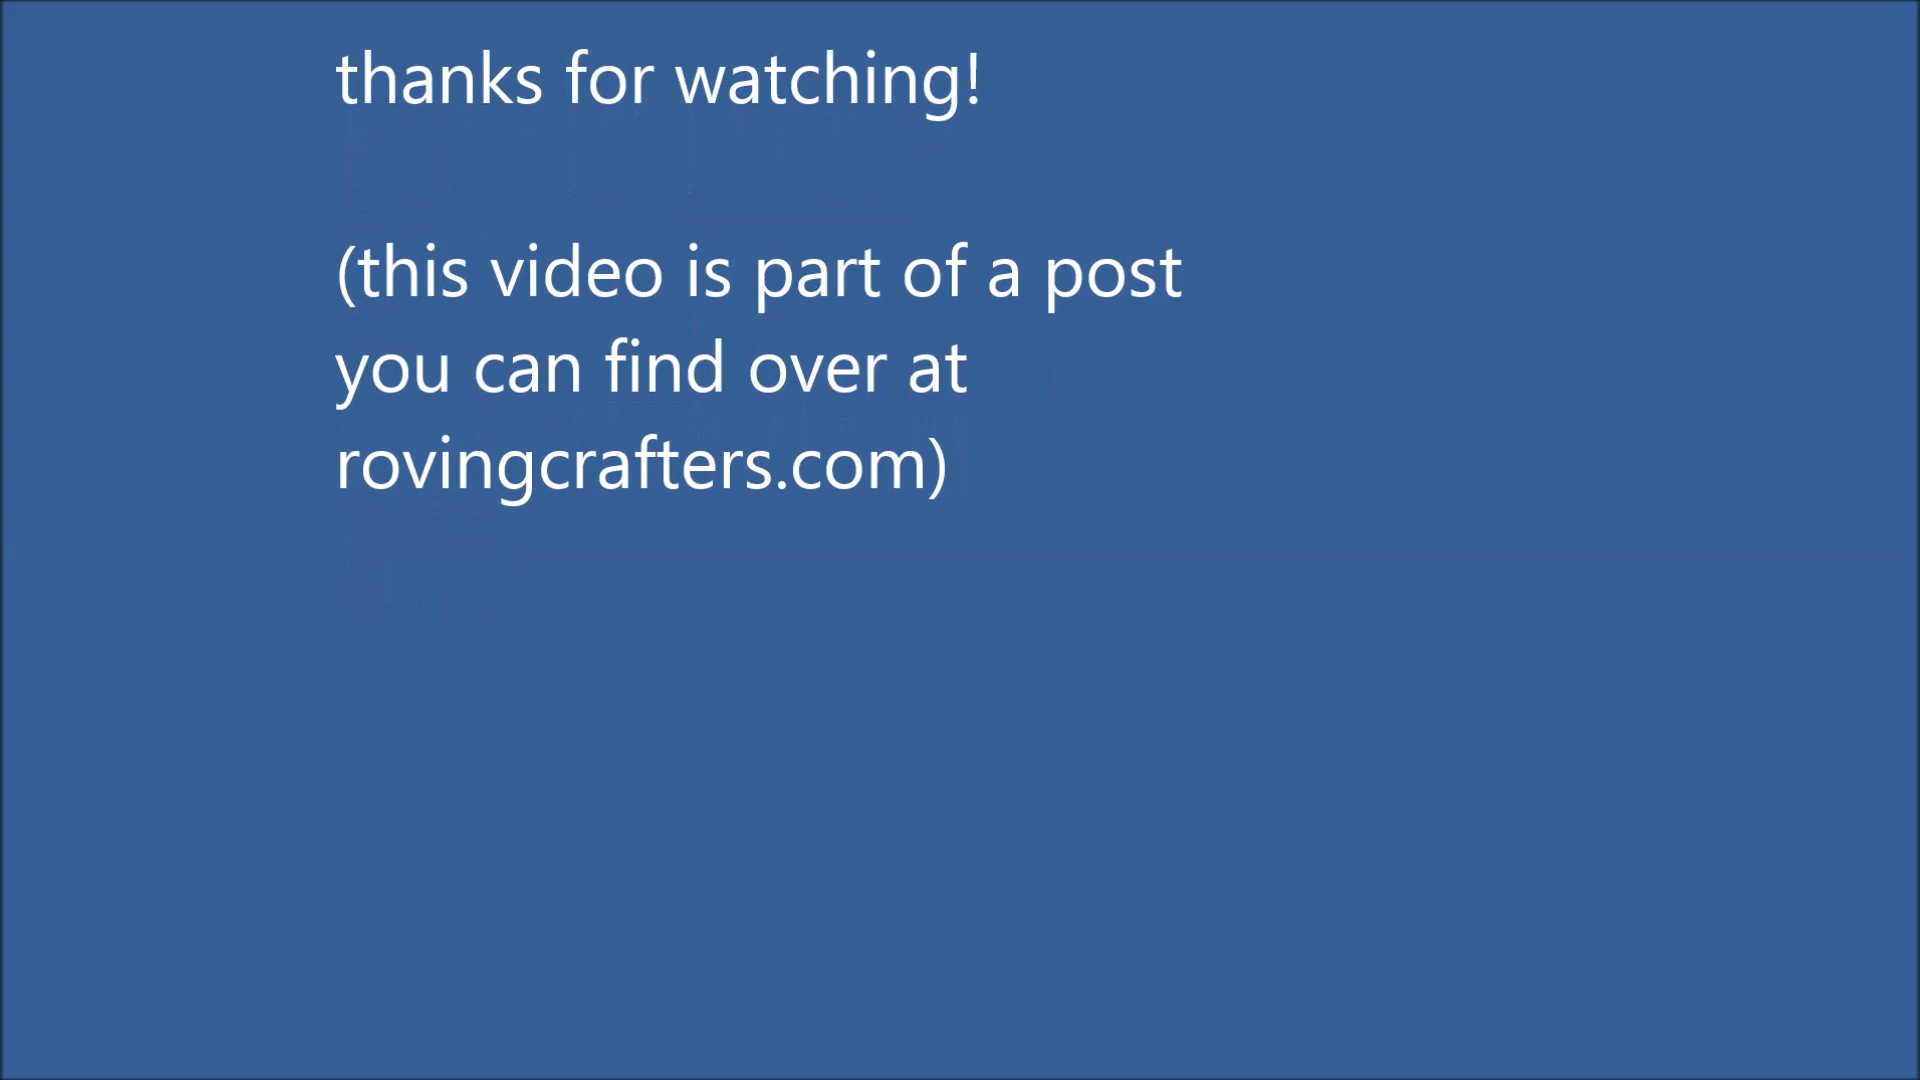 thanks for watching!
(this video is part of a post
you can find over at
rovingcrafters.com)